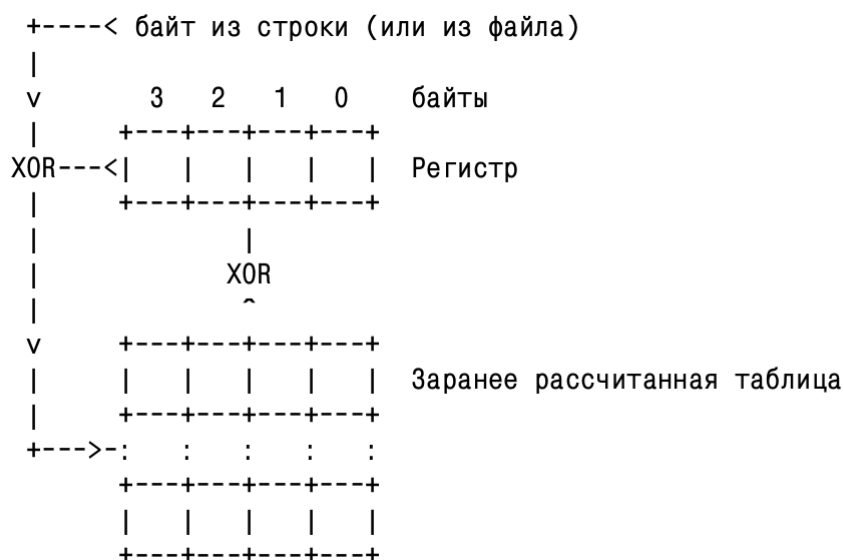 +----< байт из строки (или из файла)
|
v 3 2 1 0 байты
| +---+---+---+---+
XOR---<| | | | | Регистр
| +---+---+---+---+
| |
| XOR
| ^
v +---+---+---+---+
| | | | | | Заранее рассчитанная таблица
| +---+---+---+---+
+--->-: : : : :
+---+---+---+---+
| | | | |
+---+---+---+---+